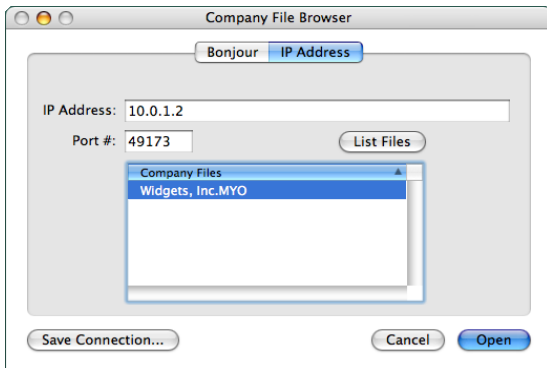 Company File Browser
Bonjour IP Address
IP Address: 10.0.1.2
Port #: 49173 List Files
Company Files
Widgets, Inc.MYO
Save Connection... Cancel Open